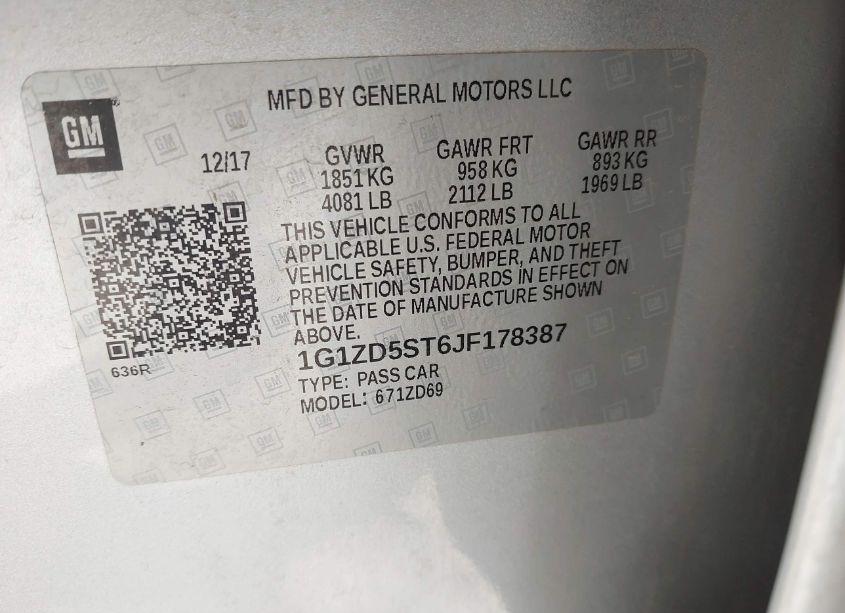 MFD BY GENERAL MOTORS LLC
GM
12/17 GVWR GAWR FRT GAWR RR
1851 KG 958 KG 893 KG
4081 LB 2112 LB 1969 LB
THIS VEHICLE CONFORMS TO ALL
APPLICABLE U.S. FEDERAL MOTOR
VEHICLE SAFETY, BUMPER, AND THEFT
PREVENTION STANDARDS IN EFFECT ON
THE DATE OF MANUFACTURE SHOWN
ABOVE.
1G1ZD5ST6JF178387
636R
TYPE: PASS CAR
MODEL: 671ZD69